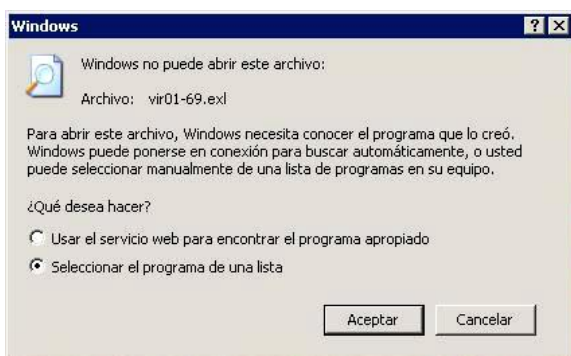 Windows
Windows no puede abrir este archivo:
Archivo: vir01-69.exl
Para abrir este archivo, Windows necesita conocer el programa que lo creó.
Windows puede ponerse en conexión para buscar automáticamente, o usted
puede seleccionar manualmente de una lista de programas en su equipo.
¿Qué desea hacer?
Usar el servicio web para encontrar el programa apropiado
Seleccionar el programa de una lista
Aceptar Cancelar